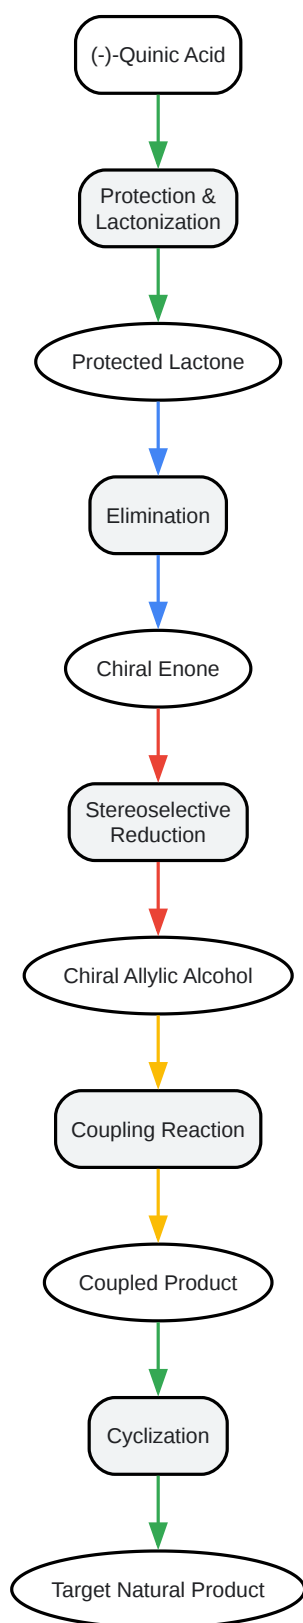 (-)-Quinic Acid
Protection &
Lactonization
Protected Lactone
Elimination
Chiral Enone
Stereoselective
Reduction
Chiral Allylic Alcohol
Coupling Reaction
Coupled Product
Cyclization
Target Natural Product